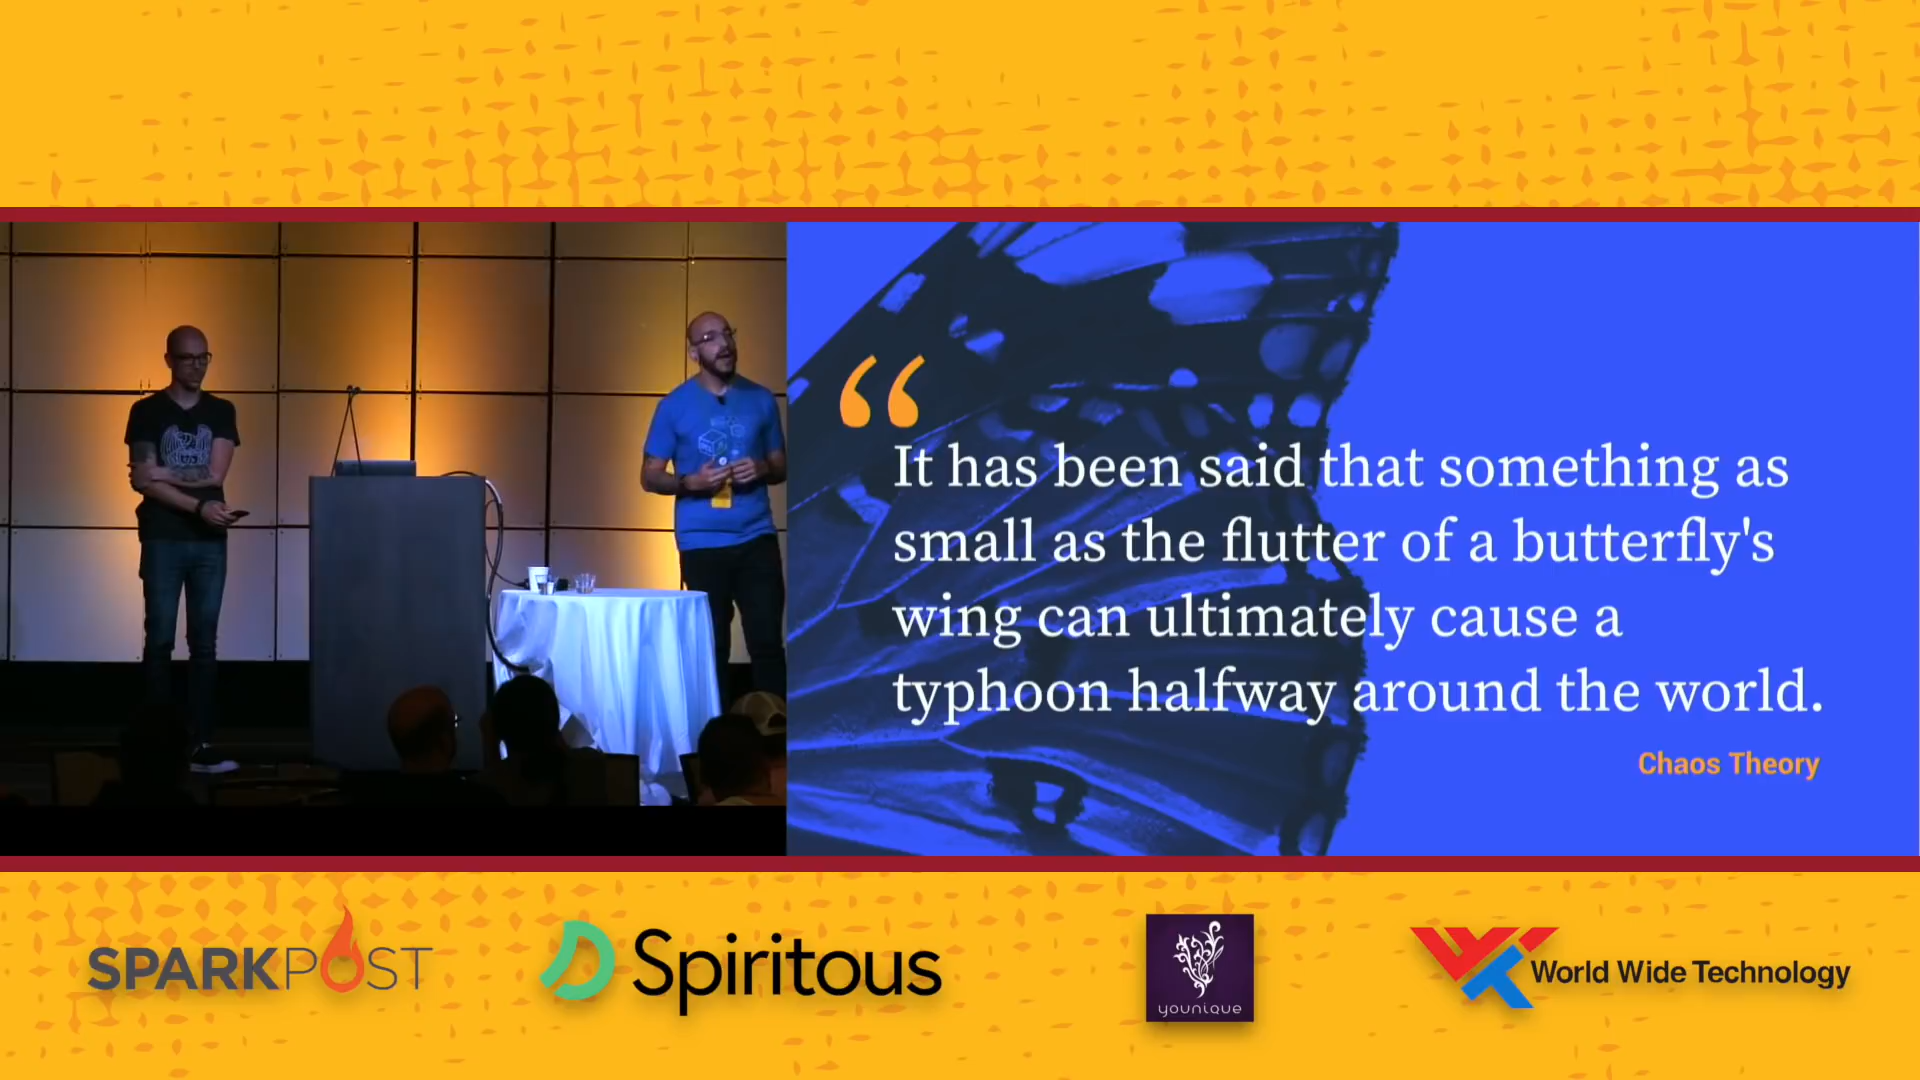 “
It has been said that something as
small as the flutter of a butterfly's
wing can ultimately cause a
typhoon halfway around the world.
Chaos Theory
SPARKPOST
Spiritous
younique
World Wide Technology